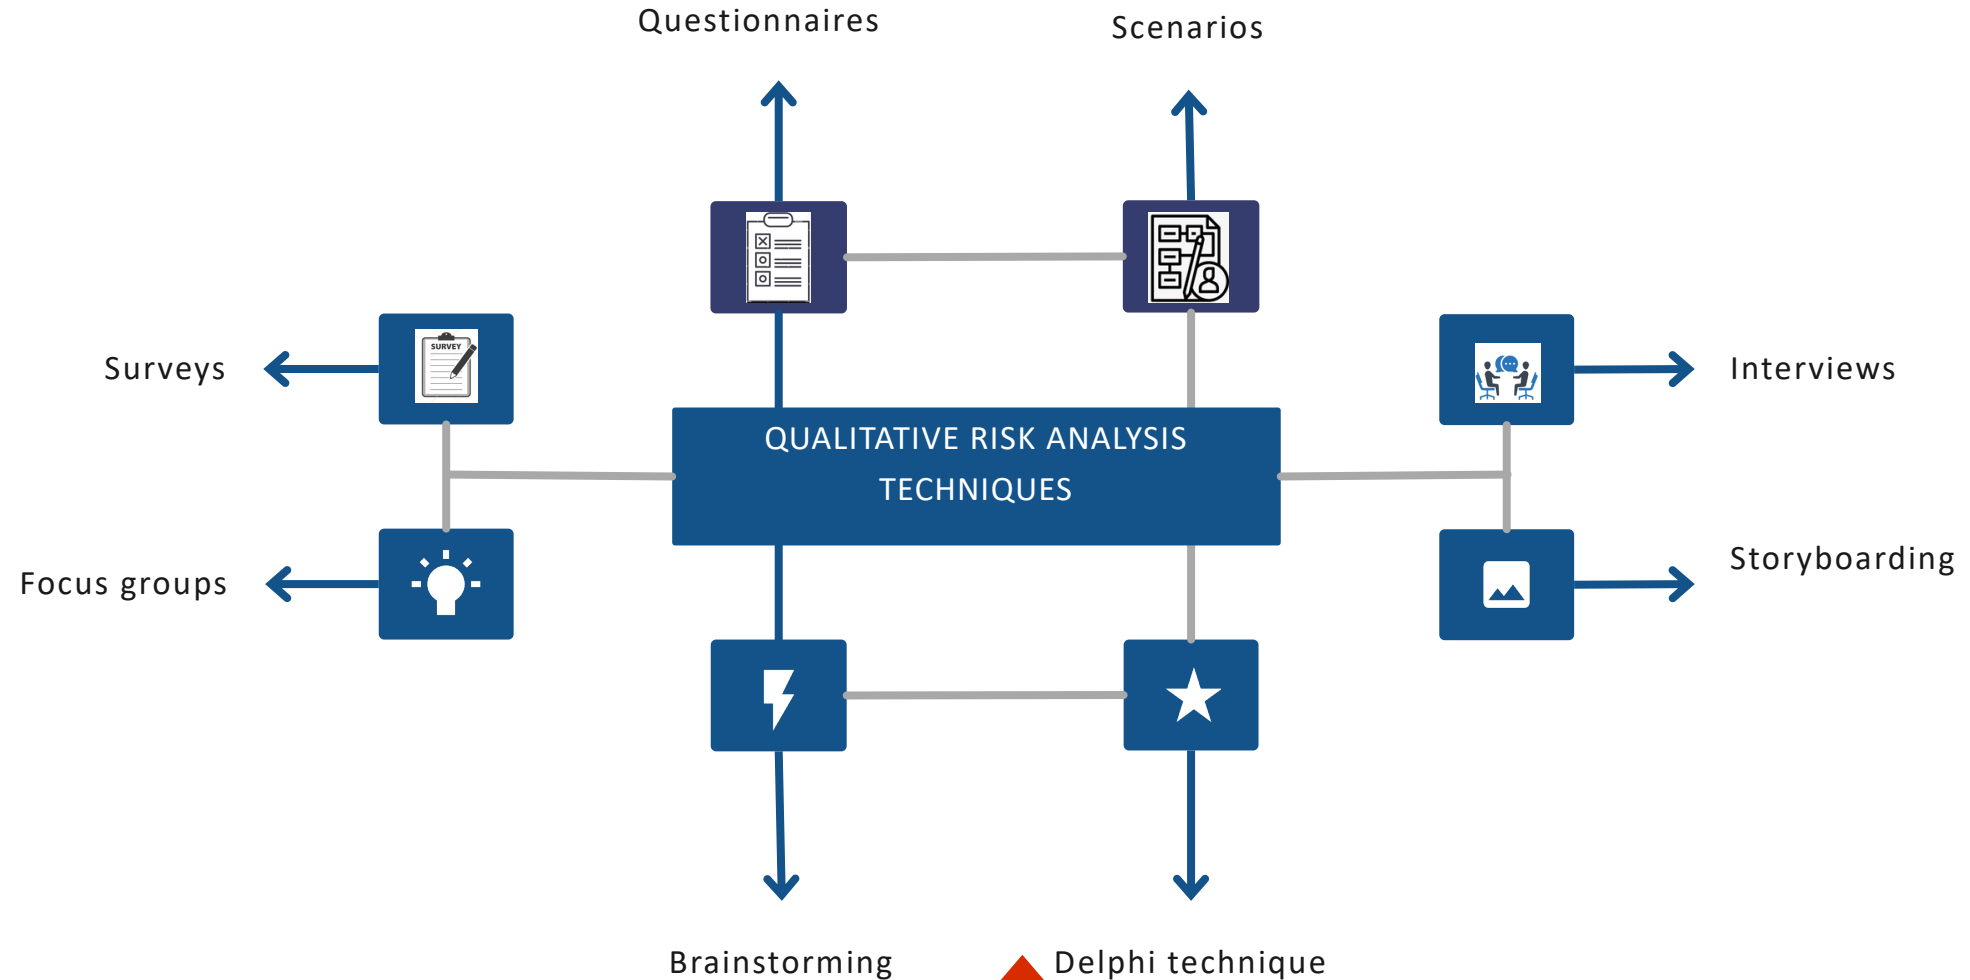 Questionnaires
Scenarios
SURVEY
Surveys
Interviews
QUALITATIVE RISK ANALYSIS
TECHNIQUES
Focus groups
Storyboarding
Brainstorming
Delphi technique